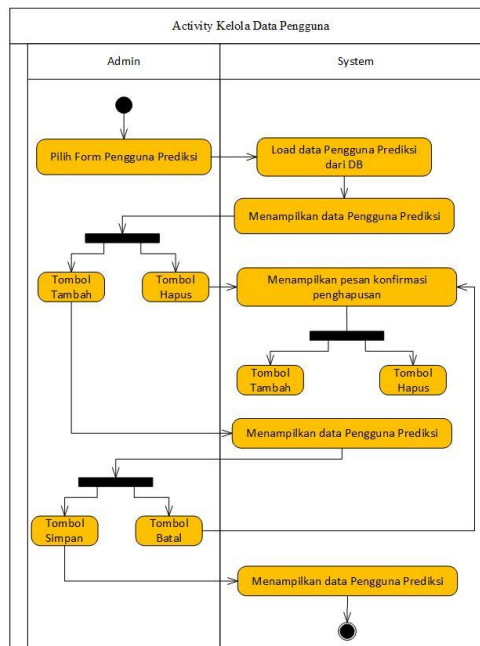 Activity Kelola Data Pengguna
Admin
System
Pilih Form Pengguna Prediksi
Load data Pengguna Prediksi
dari DB
Menampilkan data Pengguna Prediksi
Tombol
Tambah
Tombol
Hapus
Menampilkan pesan konfirmasi
penghapusan
Tombol
Tambah
Tombol
Hapus
Menampilkan data Pengguna Prediksi
Tombol
Simpan
Tombol
Batal
Menampilkan data Pengguna Prediksi